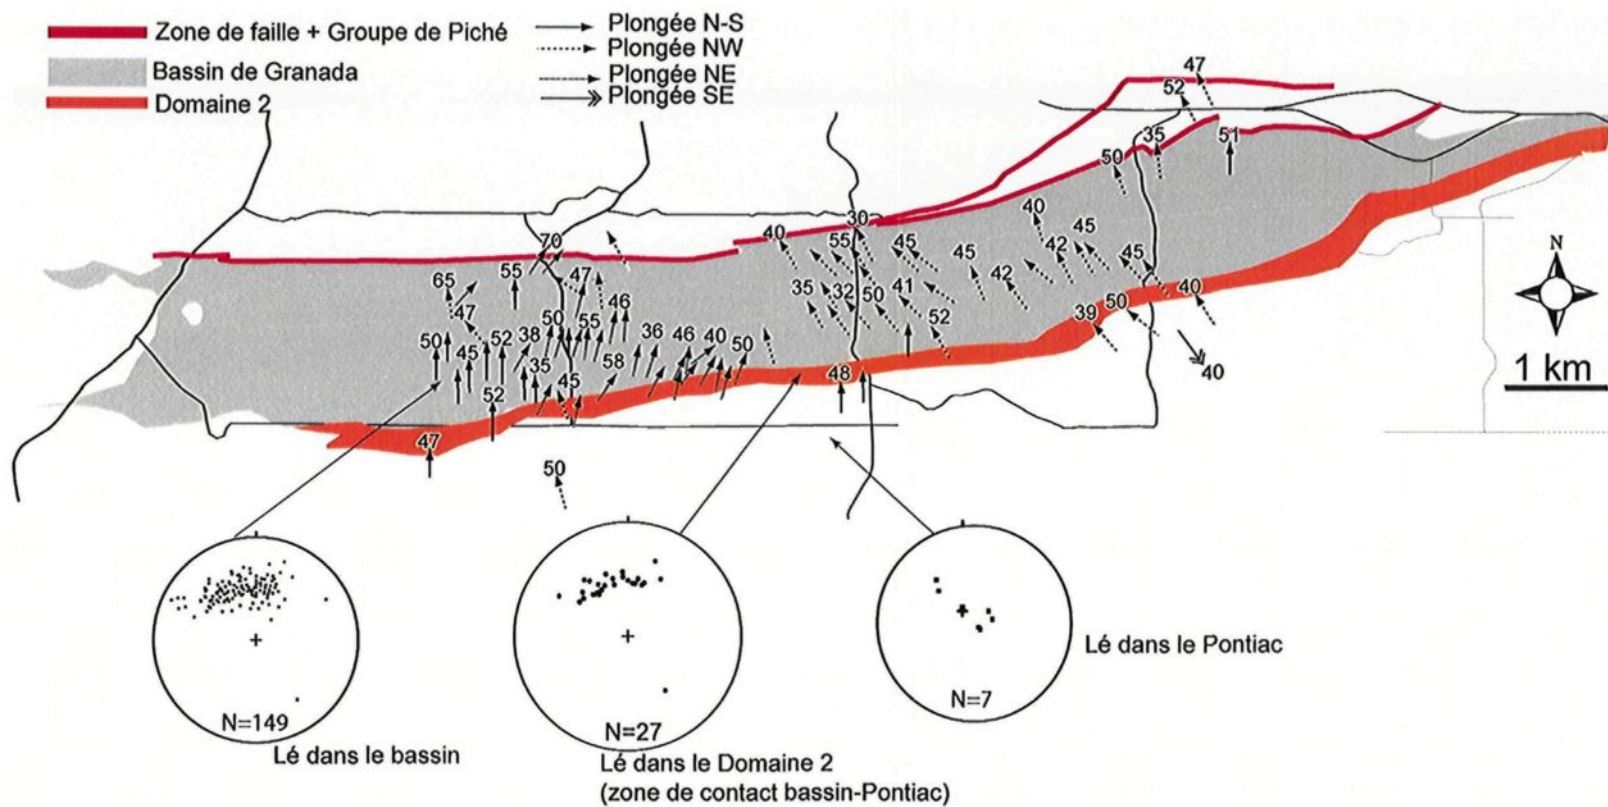 Zone de faille + Groupe de Piché
Bassin de Granada
Domaine 2
Plongée N-S
Plongée NW
Plongée NE
Plongée SE
47
52
35
51
50
40
30
40
55
45
45
42
45
45
42
70
55
47
65
47
46
35
32
50
41
52
40
50
39
50
52
38
50
55
36
46
40
50
45
35
58
45
52
48
40
47
50
N
1 km
N=149
Lé dans le bassin
N=27
Lé dans le Domaine 2
(zone de contact bassin-Pontiac)
N=7
Lé dans le Pontiac